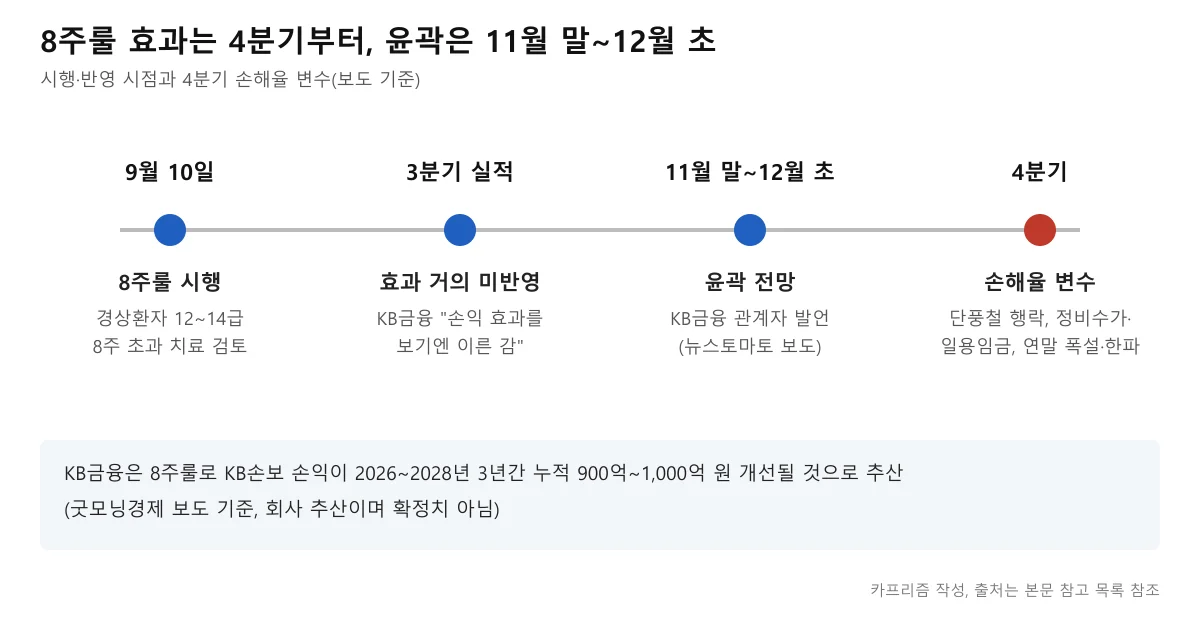 8주룰 효과는 4분기부터, 윤곽은 11월 말~12월 초
시행·반영 시점과 4분기 손해율 변수(보도 기준)
9월 10일
3분기 실적
11월 말~12월 초
4분기
8주룰 시행
효과 거의 미반영
윤곽 전망
손해율 변수
경상환자 12~14급
8주 초과 치료 검토
KB금융 "손익 효과를
보기엔 이른 감"
KB금융 관계자 발언
(뉴스토마토 보도)
단풍철 행락, 정비수가·
일용임금, 연말 폭설·한파
KB금융은 8주룰로 KB손보 손익이 2026~2028년 3년간 누적 900억~1,000억 원 개선될 것으로 추산
(굿모닝경제 보도 기준, 회사 추산이며 확정치 아님)
카프리즘 작성, 출처는 본문 참고 목록 참조